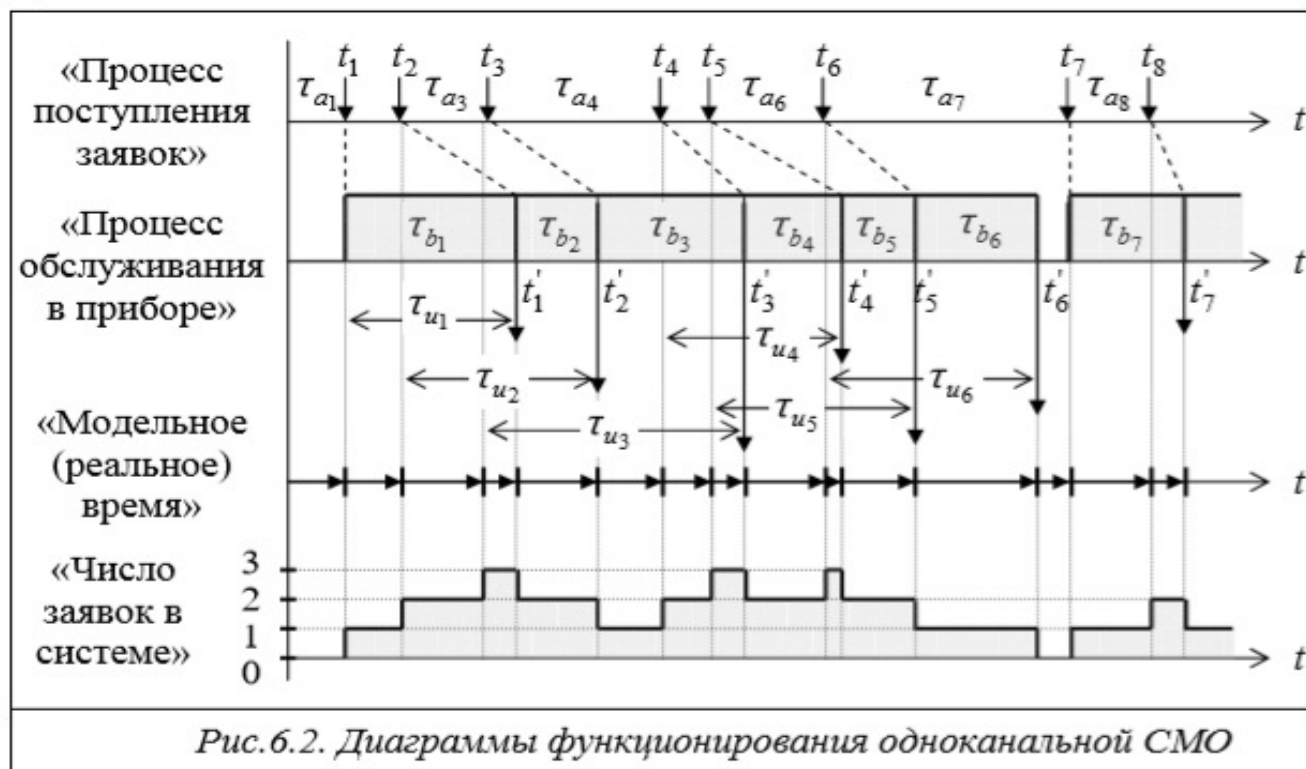 «Процесс
поступления
заявок»
τa1 t1 t2 τa3 t3 τa4 t4 t5 τa6 t6 τa7 t7 τa8 t8 t
«Процесс
обслуживания
в приборе»
τb1 τb2 τb3 τb4 τb5 τb6 τb7 t
t'1 t'2 t'3 t'4 t'5 t'6 t'7
τu1 τu4
τu2 τu6
τu3 τu5
«Модельное
(реальное)
время»
t
«Число
заявок в
системе»
3
2
1
0
t
Рис.6.2. Диаграммы функционирования одноканальной СМО